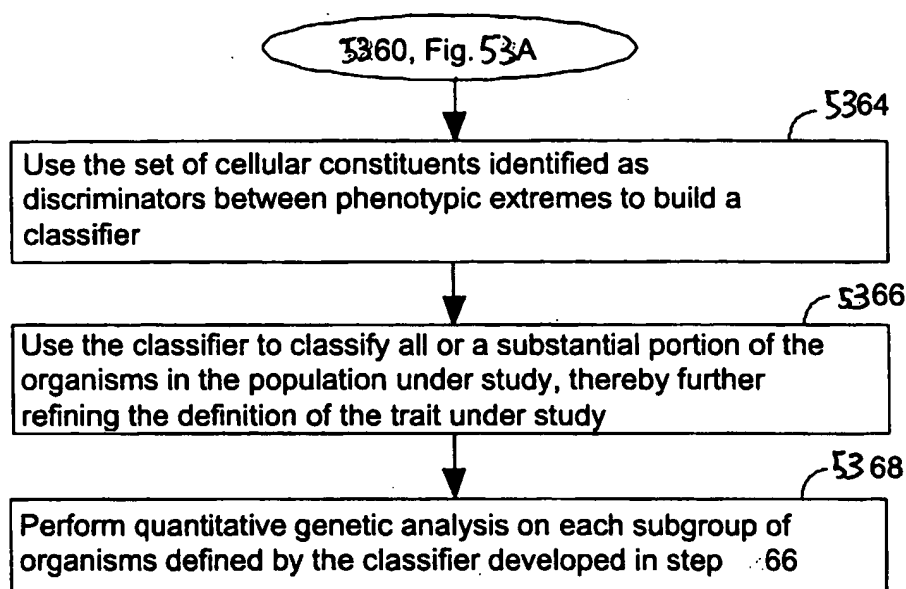 5360, Fig. 53A
5364
Use the set of cellular constituents identified as
discriminators between phenotypic extremes to build a
classifier
5366
Use the classifier to classify all or a substantial portion of the
organisms in the population under study, thereby further
refining the definition of the trait under study
5368
Perform quantitative genetic analysis on each subgroup of
organisms defined by the classifier developed in step 66